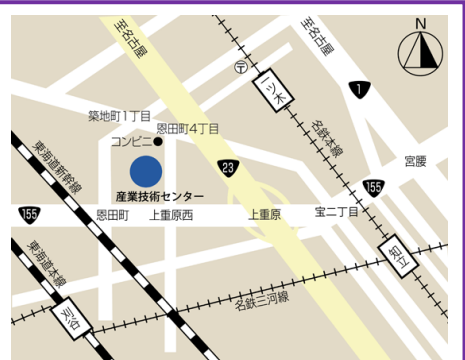 至名古屋
至名古屋
N
一ツ木
1
築地町1丁目
恩田町4丁目
コンビニ
名鉄本線
東海道新幹線
23
宮腰
産業技術センター
155
155
恩田町
上重原西
上重原
宝二丁目
東海道本線
知立
名鉄三河線
刈谷